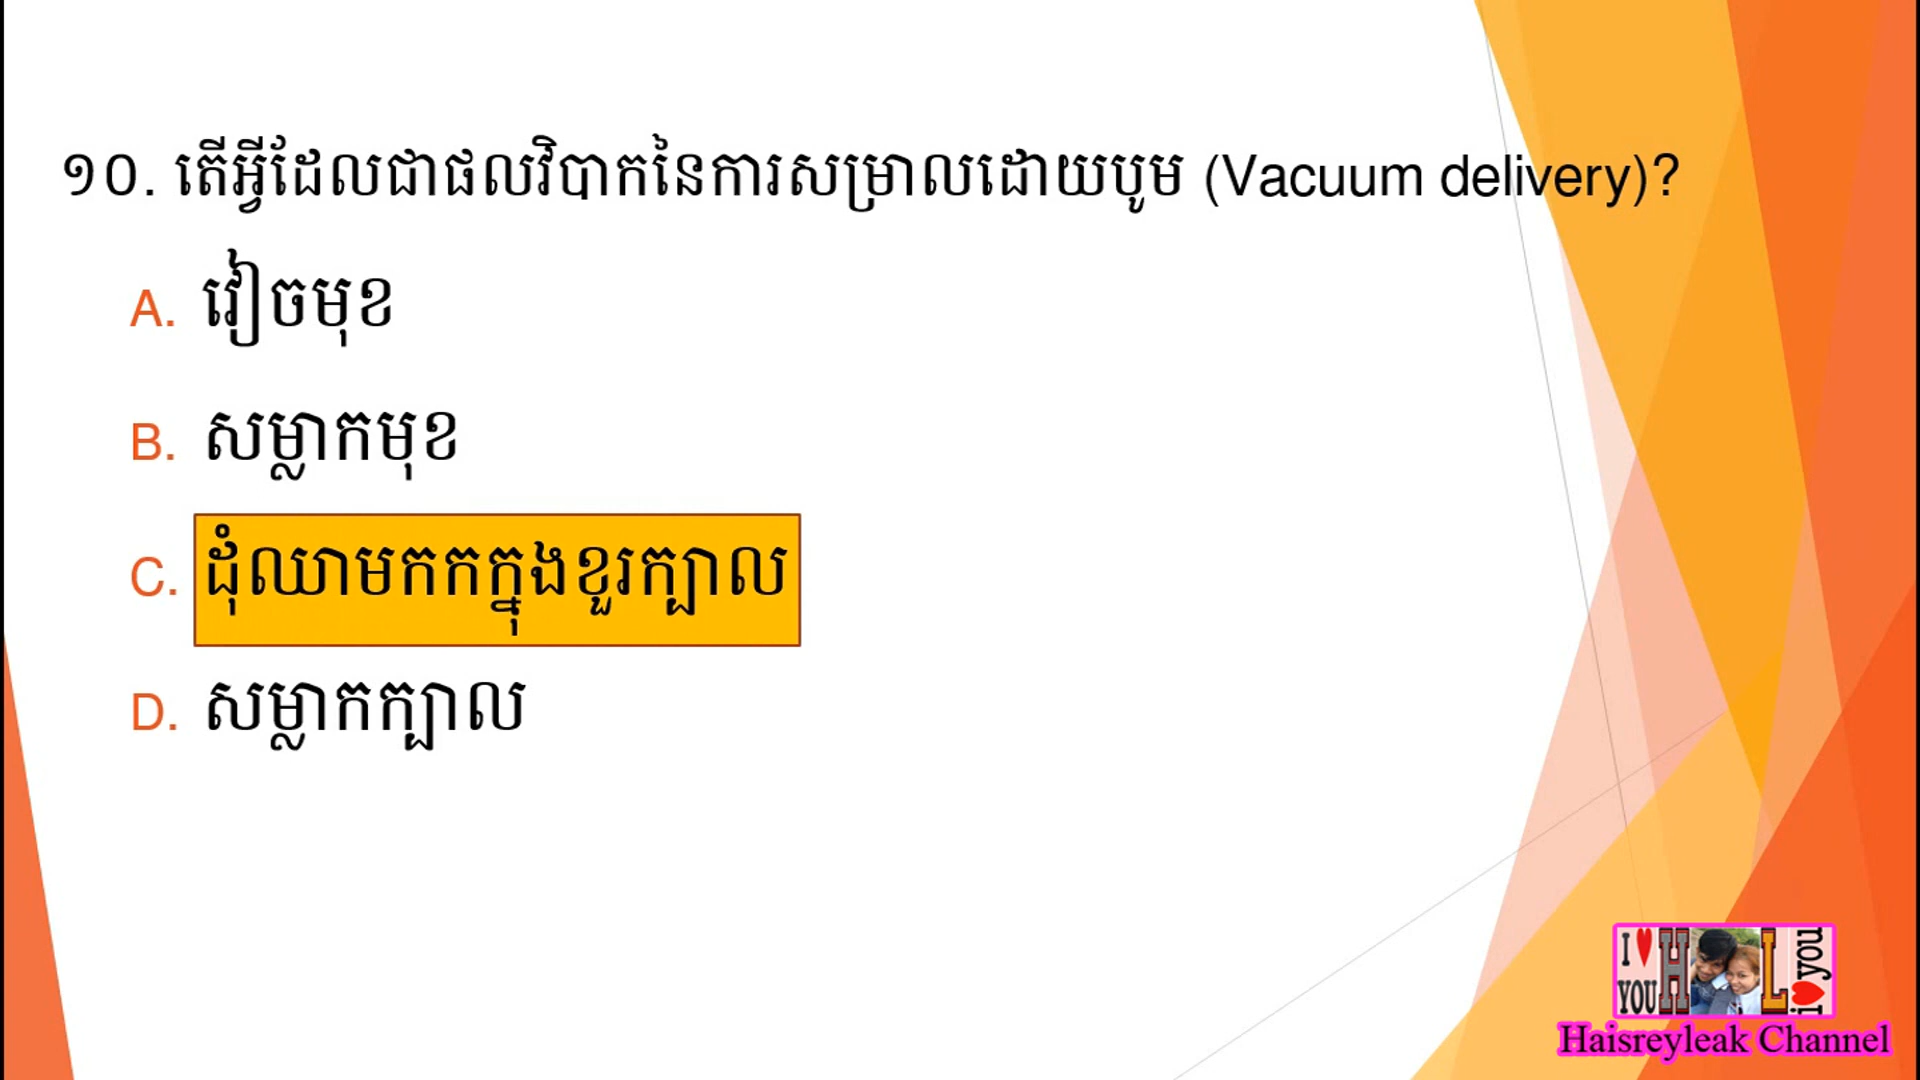 ១០. តើអ្វីដែលជាផលវិបាកនៃការសម្រាលដោយបូម (Vacuum delivery)?
A. វៀចមុខ
B. សម្លាកមុខ
C. ដុំឈាមកកក្នុងខួរក្បាល
D. សម្លាកក្បាល
I ♥ YOU H L i ♥ you
Haisreyleak Channel